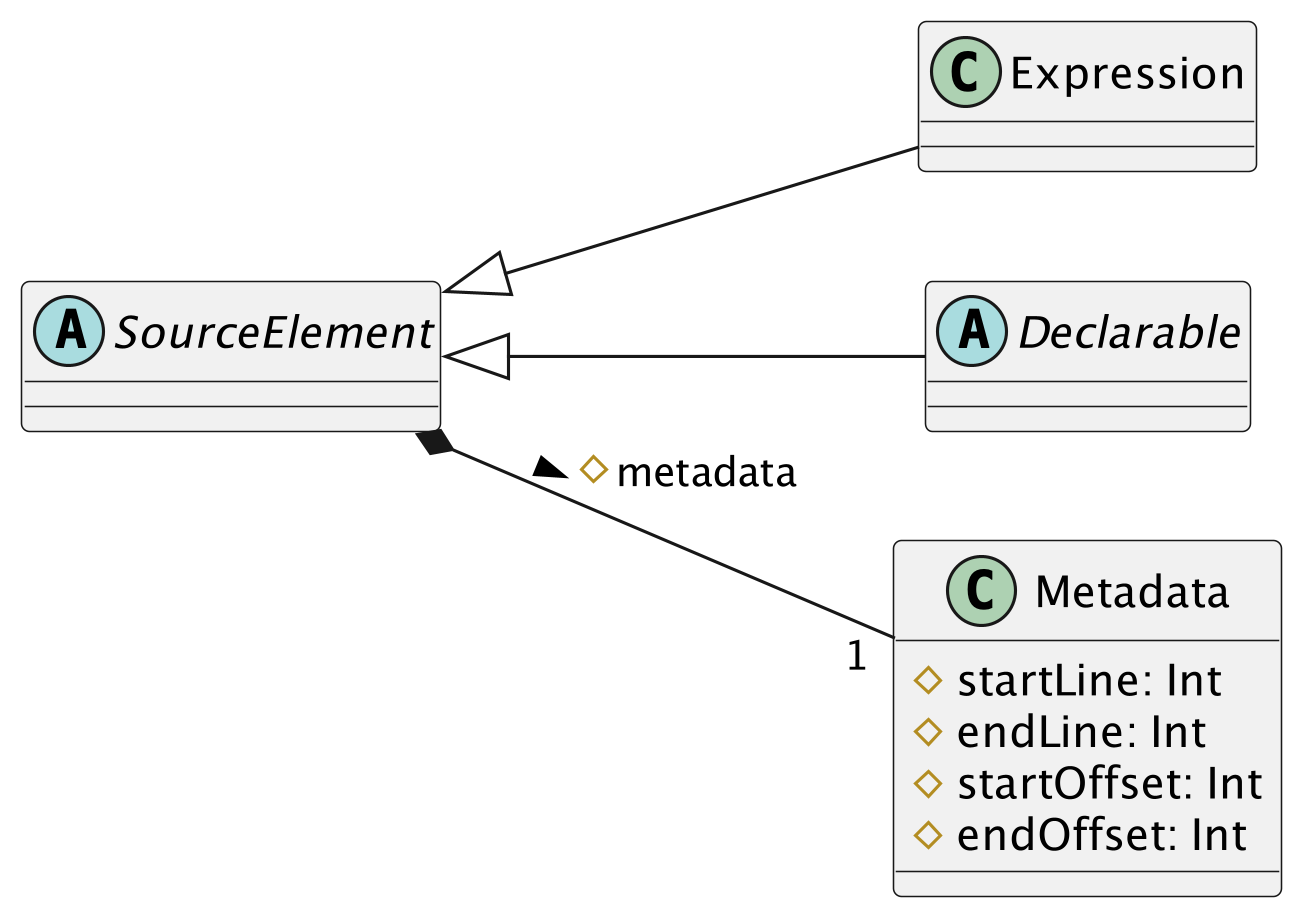 C Expression
A SourceElement
A Declarable
metadata
C Metadata
1
startLine: Int
endLine: Int
startOffset: Int
endOffset: Int